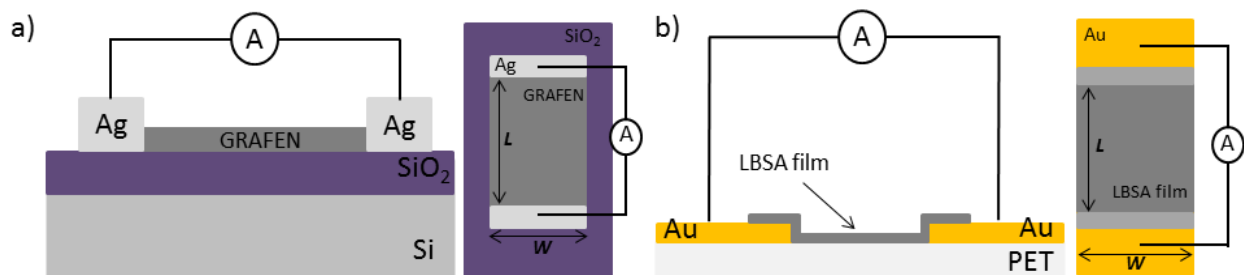 a)
A
Ag
Ag
GRAFEN
SiO₂
Si
SiO₂
Ag
GRAFEN
L
A
W
b)
A
LBSA film
Au
Au
PET
Au
L
A
LBSA film
W